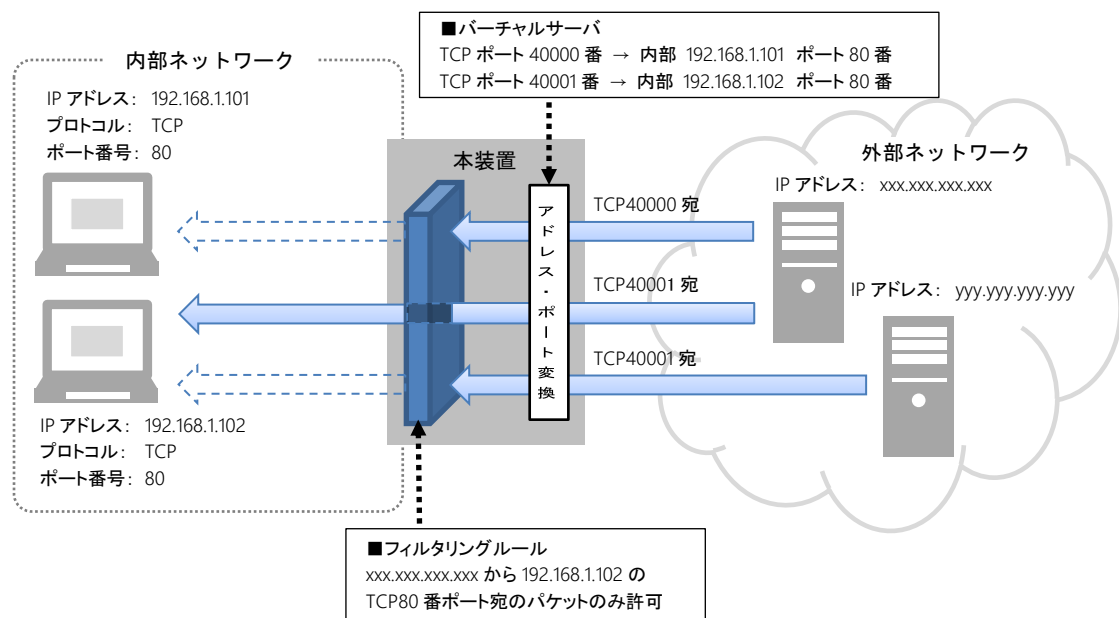 ■バーチャルサーバ
TCP ポート 40000 番 → 内部 192.168.1.101 ポート 80 番
TCP ポート 40001 番 → 内部 192.168.1.102 ポート 80 番
内部ネットワーク
IP アドレス： 192.168.1.101
プロトコル： TCP
ポート番号： 80
本装置
アドレス・ポート変換
外部ネットワーク
IP アドレス： xxx.xxx.xxx.xxx
TCP40000 宛
TCP40001 宛
IP アドレス： yyy.yyy.yyy.yyy
TCP40001 宛
IP アドレス： 192.168.1.102
プロトコル： TCP
ポート番号： 80
■フィルタリングルール
xxx.xxx.xxx.xxx から 192.168.1.102 の
TCP80 番ポート宛のパケットのみ許可